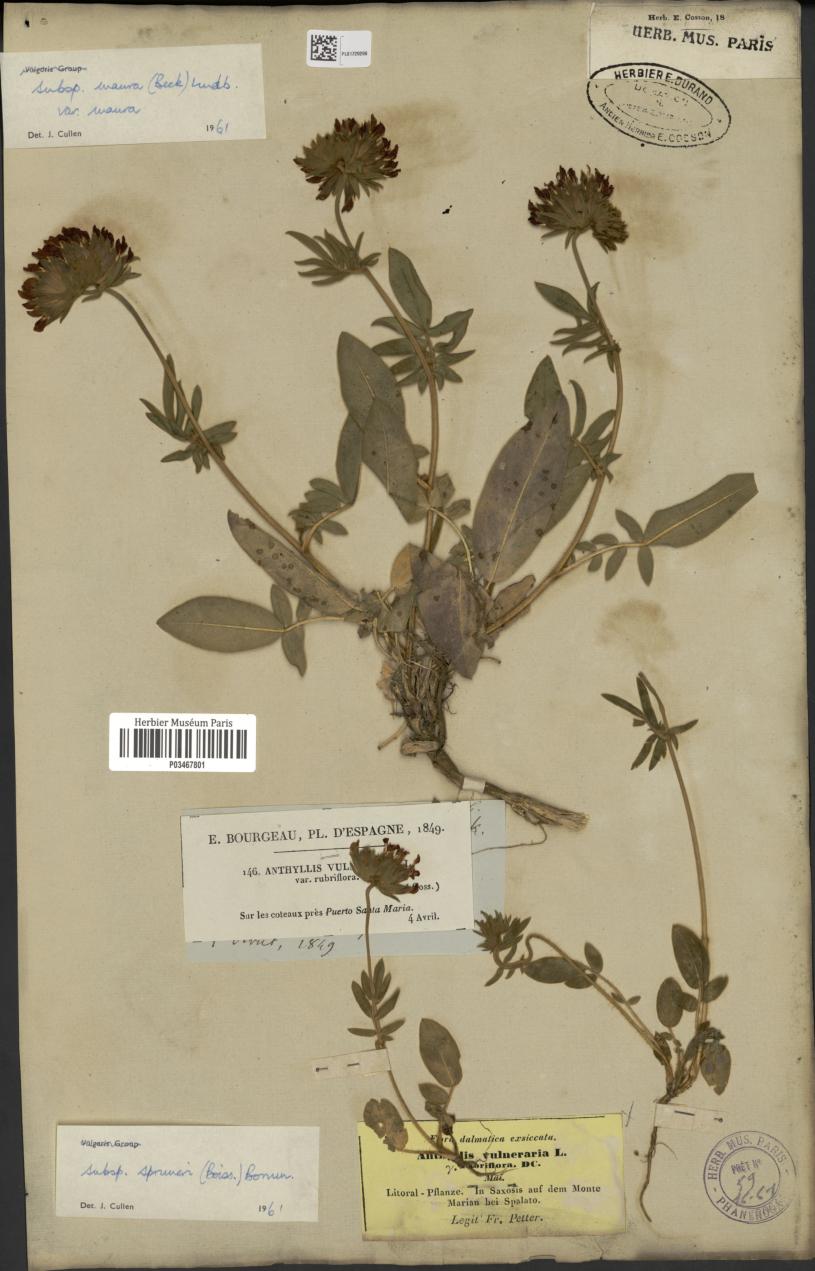 Herb. E. Cosson, 18
HERB. MUS. PARIS
HERBIER E. DURAND
ANCIEN HERBIER E. COSSON
Vulgaris Group
subsp. maura (Beck) Lindb.
var. maura
Det. J. Cullen 1961
Herbier Muséum Paris
P03467801
E. BOURGEAU, PL. D'ESPAGNE, 1849.
146. ANTHYLLIS
var. rubriflora.
Sur les coteaux près Puerto Santa Maria.
4 Avril.
1849
Vulgaris Group
subsp. spruneri (Boiss.) Bornm.
Det. J. Cullen 1961
Flora dalmatica exsiccata.
Anthyllis vulneraria L.
γ. rubriflora. DC.
Mai.
Litoral-Pflanze. In Saxosis auf dem Monte
Marian bei Spalato.
Legit Fr. Petter.
HERB. MUS. PARIS
PRÊT No
PHANÉROGAMIE